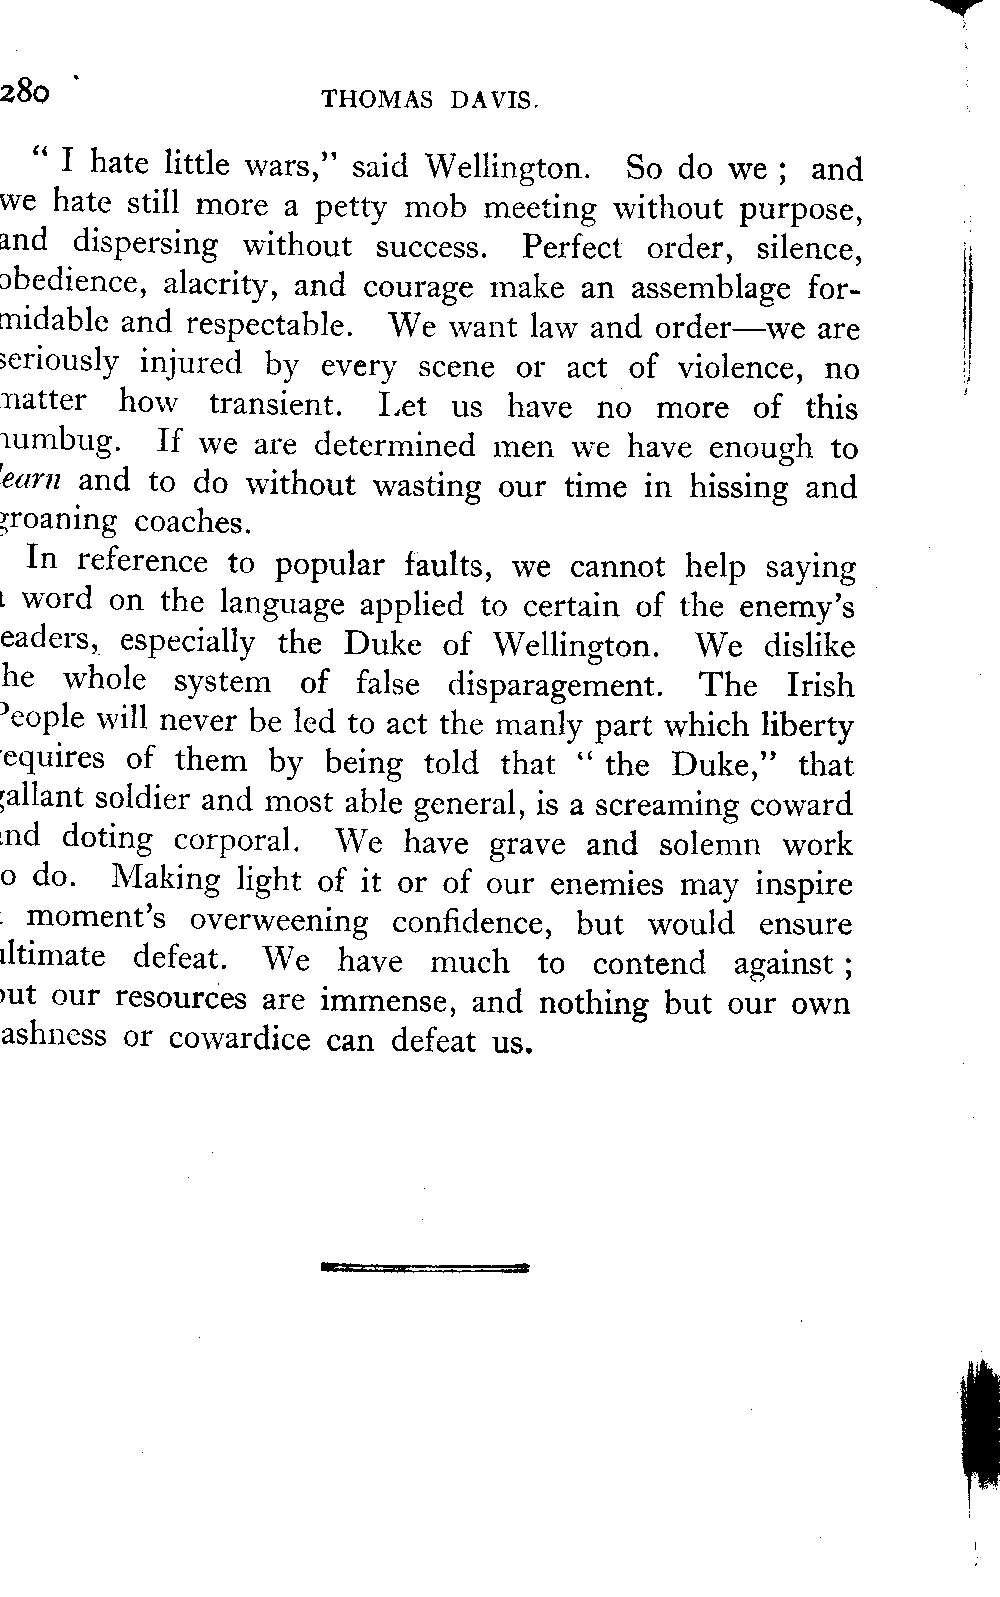 280 THOMAS DAVIS.
“ I hate little wars,” said Wellington. So do we ; and
we hate still more a petty mob meeting without purpose,
and dispersing without success. Perfect order, silence,
obedience, alacrity, and courage make an assemblage for-
midable and respectable. We want law and order—we are
seriously injured by every scene or act of violence, no
matter how transient. Let us have no more of this
humbug. If we are determined men we have enough to
learn and to do without wasting our time in hissing and
groaning coaches.
In reference to popular faults, we cannot help saying
a word on the language applied to certain of the enemy’s
leaders, especially the Duke of Wellington. We dislike
the whole system of false disparagement. The Irish
People will never be led to act the manly part which liberty
requires of them by being told that “ the Duke,” that
gallant soldier and most able general, is a screaming coward
and doting corporal. We have grave and solemn work
to do. Making light of it or of our enemies may inspire
a moment’s overweening confidence, but would ensure
ultimate defeat. We have much to contend against ;
but our resources are immense, and nothing but our own
rashness or cowardice can defeat us.